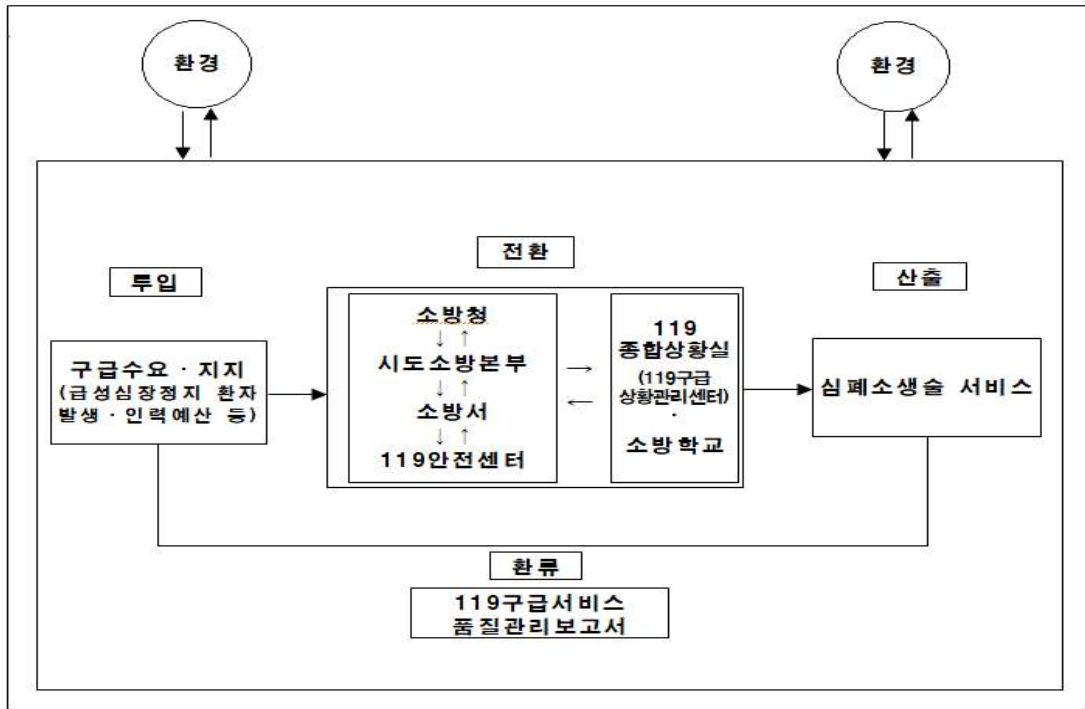 환경
환경
전환
투입
산출
구급수요·지지
(급성심장정지 환자
발생·인력예산 등)
소방청
↓ ↑
시도소방본부
↓ ↑
소방서
↓ ↑
119안전센터
→
←
119
종합상황실
(119구급
상황관리센터)
·
소방학교
심폐소생술 서비스
환류
119구급서비스
품질관리보고서